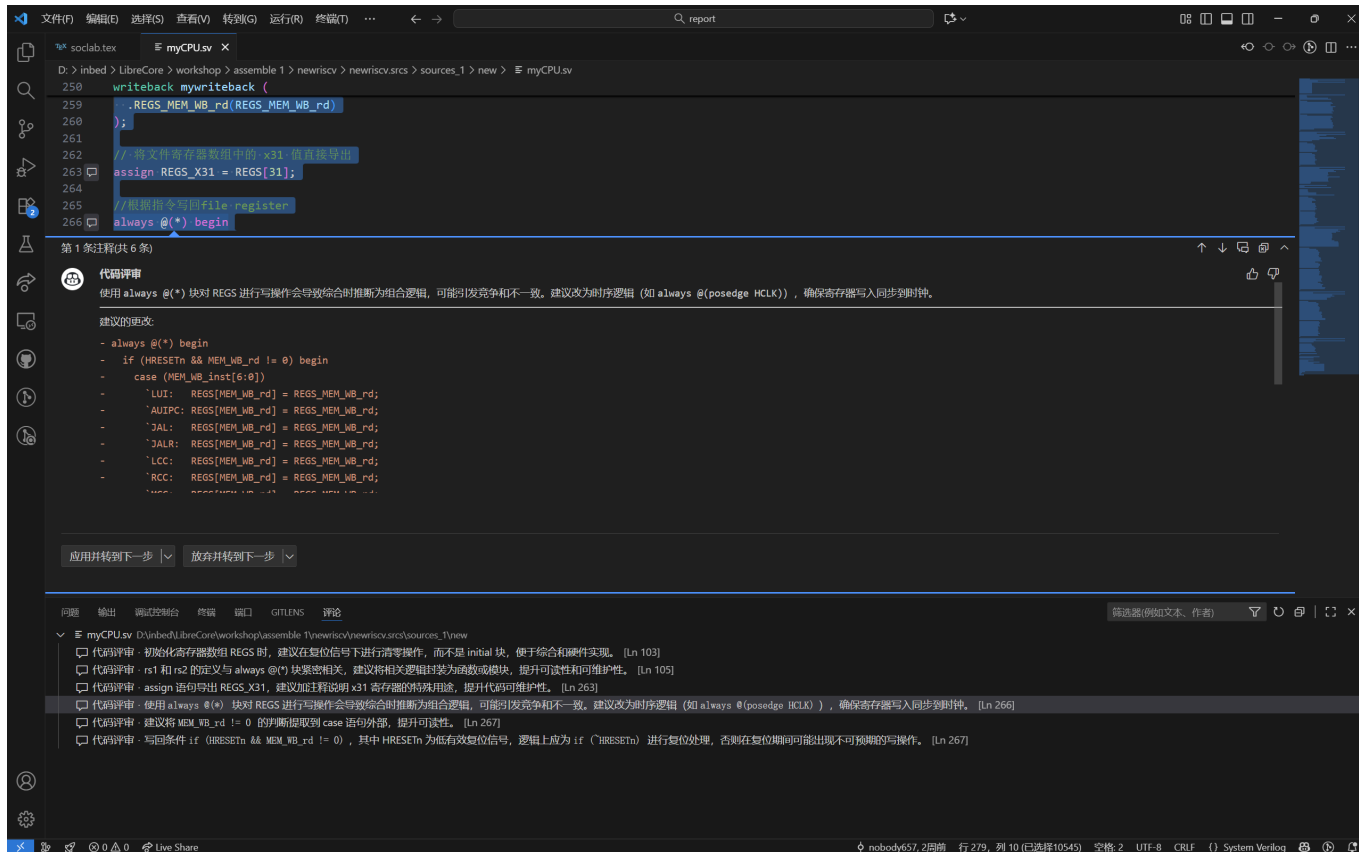 文件(F) 编辑(E) 选择(S) 查看(V) 转到(G) 运行(R) 终端(T) ··· ← → report
soclab.tex myCPU.sv
D: > inbed > LibreCore > workshop > assemble 1 > newriscv > newriscv.srcs > sources_1 > new > myCPU.sv
250 writeback mywriteback (
259 .REGS_MEM_WB_rd(REGS_MEM_WB_rd)
260 );
261
262 // 将文件寄存器数组中的 x31 值直接导出
263 assign REGS_X31 = REGS[31];
264
265 //根据指令写回file register
266 always @(*) begin
第 1 条注释(共 6 条)
代码评审
使用 always @(*) 块对 REGS 进行写操作会导致综合时推断为组合逻辑，可能引发竞争和不一致。建议改为时序逻辑（如 always @(posedge HCLK)），确保寄存器写入同步到时钟。
建议的更改:
- always @(*) begin
- if (HRESETn && MEM_WB_rd != 0) begin
- case (MEM_WB_inst[6:0])
- `LUI: REGS[MEM_WB_rd] = REGS_MEM_WB_rd;
- `AUIPC: REGS[MEM_WB_rd] = REGS_MEM_WB_rd;
- `JAL: REGS[MEM_WB_rd] = REGS_MEM_WB_rd;
- `JALR: REGS[MEM_WB_rd] = REGS_MEM_WB_rd;
- `LCC: REGS[MEM_WB_rd] = REGS_MEM_WB_rd;
- `RCC: REGS[MEM_WB_rd] = REGS_MEM_WB_rd;
应用并转到下一步 放弃并转到下一步
问题 输出 调试控制台 终端 端口 GITLENS 评论 筛选器(例如文本、作者)
myCPU.sv D:\inbed\LibreCore\workshop\assemble 1\newriscv\newriscv.srcs\sources_1\new
代码评审 · 初始化寄存器数组 REGS 时，建议在复位信号下进行清零操作，而不是 initial 块，便于综合和硬件实现。 [Ln 103]
代码评审 · rs1 和 rs2 的定义与 always @(*) 块紧密相关，建议将相关逻辑封装为函数或模块，提升可读性和可维护性。 [Ln 105]
代码评审 · assign 语句导出 REGS_X31，建议加注释说明 x31 寄存器的特殊用途，提升代码可维护性。 [Ln 263]
代码评审 · 使用 always @(*) 块对 REGS 进行写操作会导致综合时推断为组合逻辑，可能引发竞争和不一致。建议改为时序逻辑（如 always @(posedge HCLK)），确保寄存器写入同步到时钟。 [Ln 266]
代码评审 · 建议将 MEM_WB_rd != 0 的判断提取到 case 语句外部，提升可读性。 [Ln 267]
代码评审 · 写回条件 if (HRESETn && MEM_WB_rd != 0)，其中 HRESETn 为低有效复位信号，逻辑上应为 if (~HRESETn) 进行复位处理，否则在复位期间可能出现不可预期的写操作。 [Ln 267]
2
0 0 Live Share nobody657, 2周前 行 279，列 10 (已选择10545) 空格: 2 UTF-8 CRLF {} System Verilog